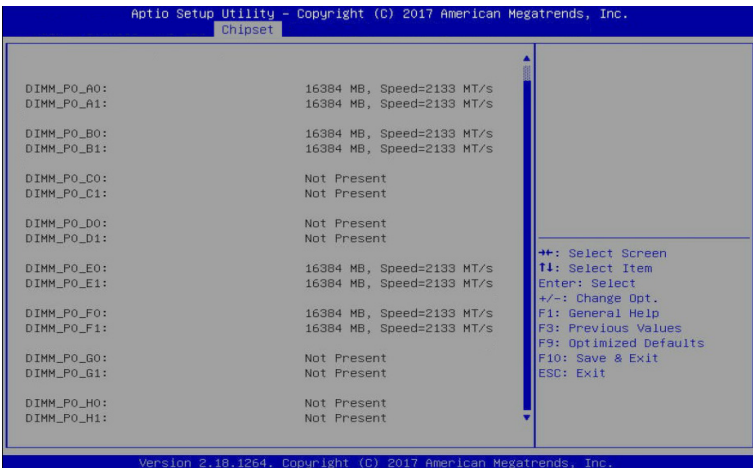 Aptio Setup Utility – Copyright (C) 2017 American Megatrends, Inc.
Chipset
DIMM_P0_A0: 16384 MB, Speed=2133 MT/s
DIMM_P0_A1: 16384 MB, Speed=2133 MT/s
DIMM_P0_B0: 16384 MB, Speed=2133 MT/s
DIMM_P0_B1: 16384 MB, Speed=2133 MT/s
DIMM_P0_C0: Not Present
DIMM_P0_C1: Not Present
DIMM_P0_D0: Not Present
DIMM_P0_D1: Not Present
DIMM_P0_E0: 16384 MB, Speed=2133 MT/s
DIMM_P0_E1: 16384 MB, Speed=2133 MT/s
DIMM_P0_F0: 16384 MB, Speed=2133 MT/s
DIMM_P0_F1: 16384 MB, Speed=2133 MT/s
DIMM_P0_G0: Not Present
DIMM_P0_G1: Not Present
DIMM_P0_H0: Not Present
DIMM_P0_H1: Not Present
→←: Select Screen
↑↓: Select Item
Enter: Select
+/-: Change Opt.
F1: General Help
F3: Previous Values
F9: Optimized Defaults
F10: Save & Exit
ESC: Exit
Version 2.18.1264. Copyright (C) 2017 American Megatrends, Inc.